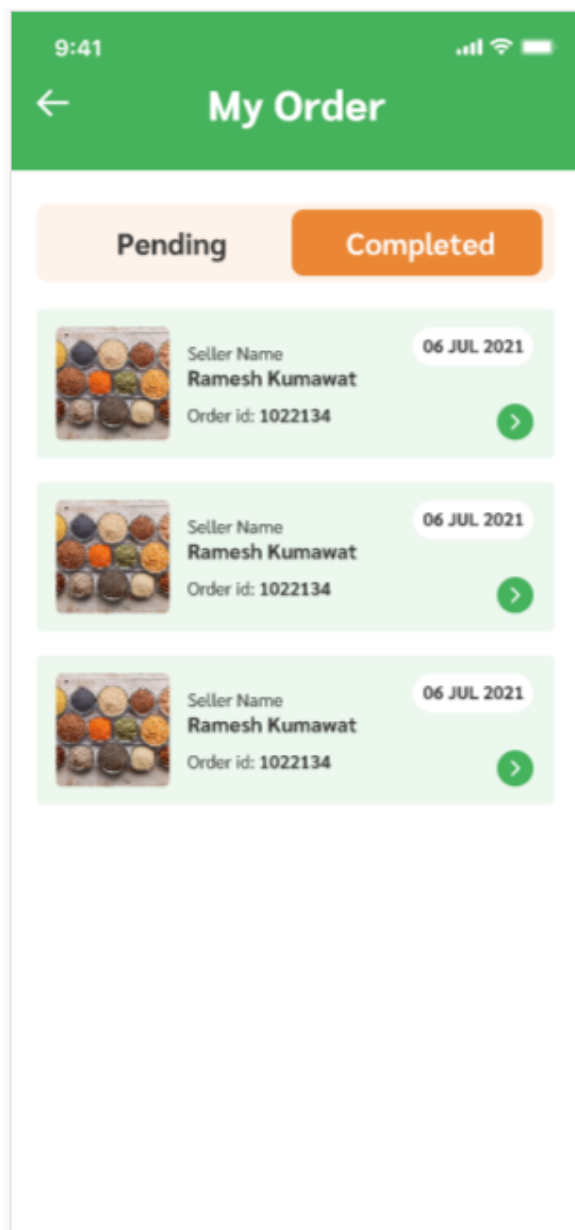 9:41
My Order
Pending Completed
Seller Name
06 JUL 2021
Ramesh Kumawat
Order id: 1022134
Seller Name
06 JUL 2021
Ramesh Kumawat
Order id: 1022134
Seller Name
06 JUL 2021
Ramesh Kumawat
Order id: 1022134